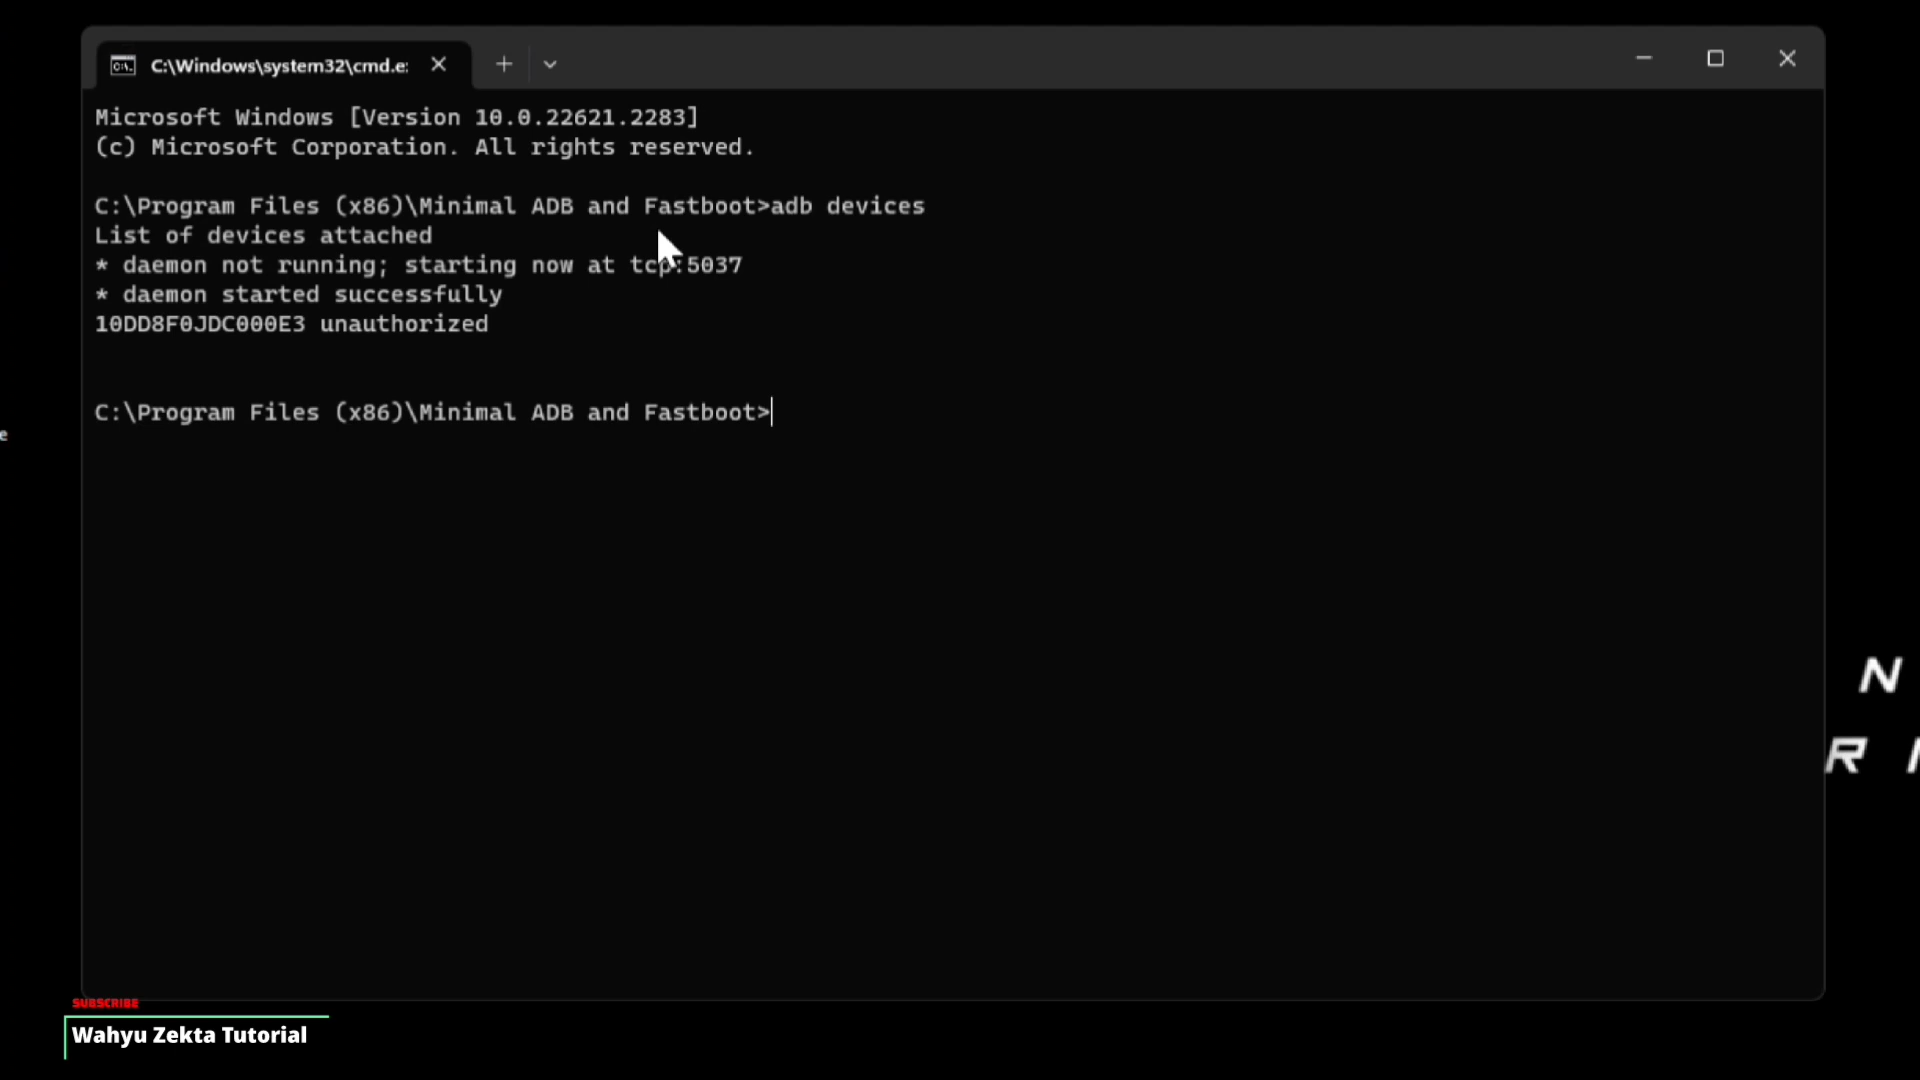 C:\Windows\system32\cmd.e:
Microsoft Windows [Version 10.0.22621.2283]
(c) Microsoft Corporation. All rights reserved.
C:\Program Files (x86)\Minimal ADB and Fastboot>adb devices
List of devices attached
* daemon not running; starting now at tcp:5037
* daemon started successfully
10DD8F0JDC000E3 unauthorized
C:\Program Files (x86)\Minimal ADB and Fastboot>
e
N
R
SUBSCRIBE
Wahyu Zekta Tutorial